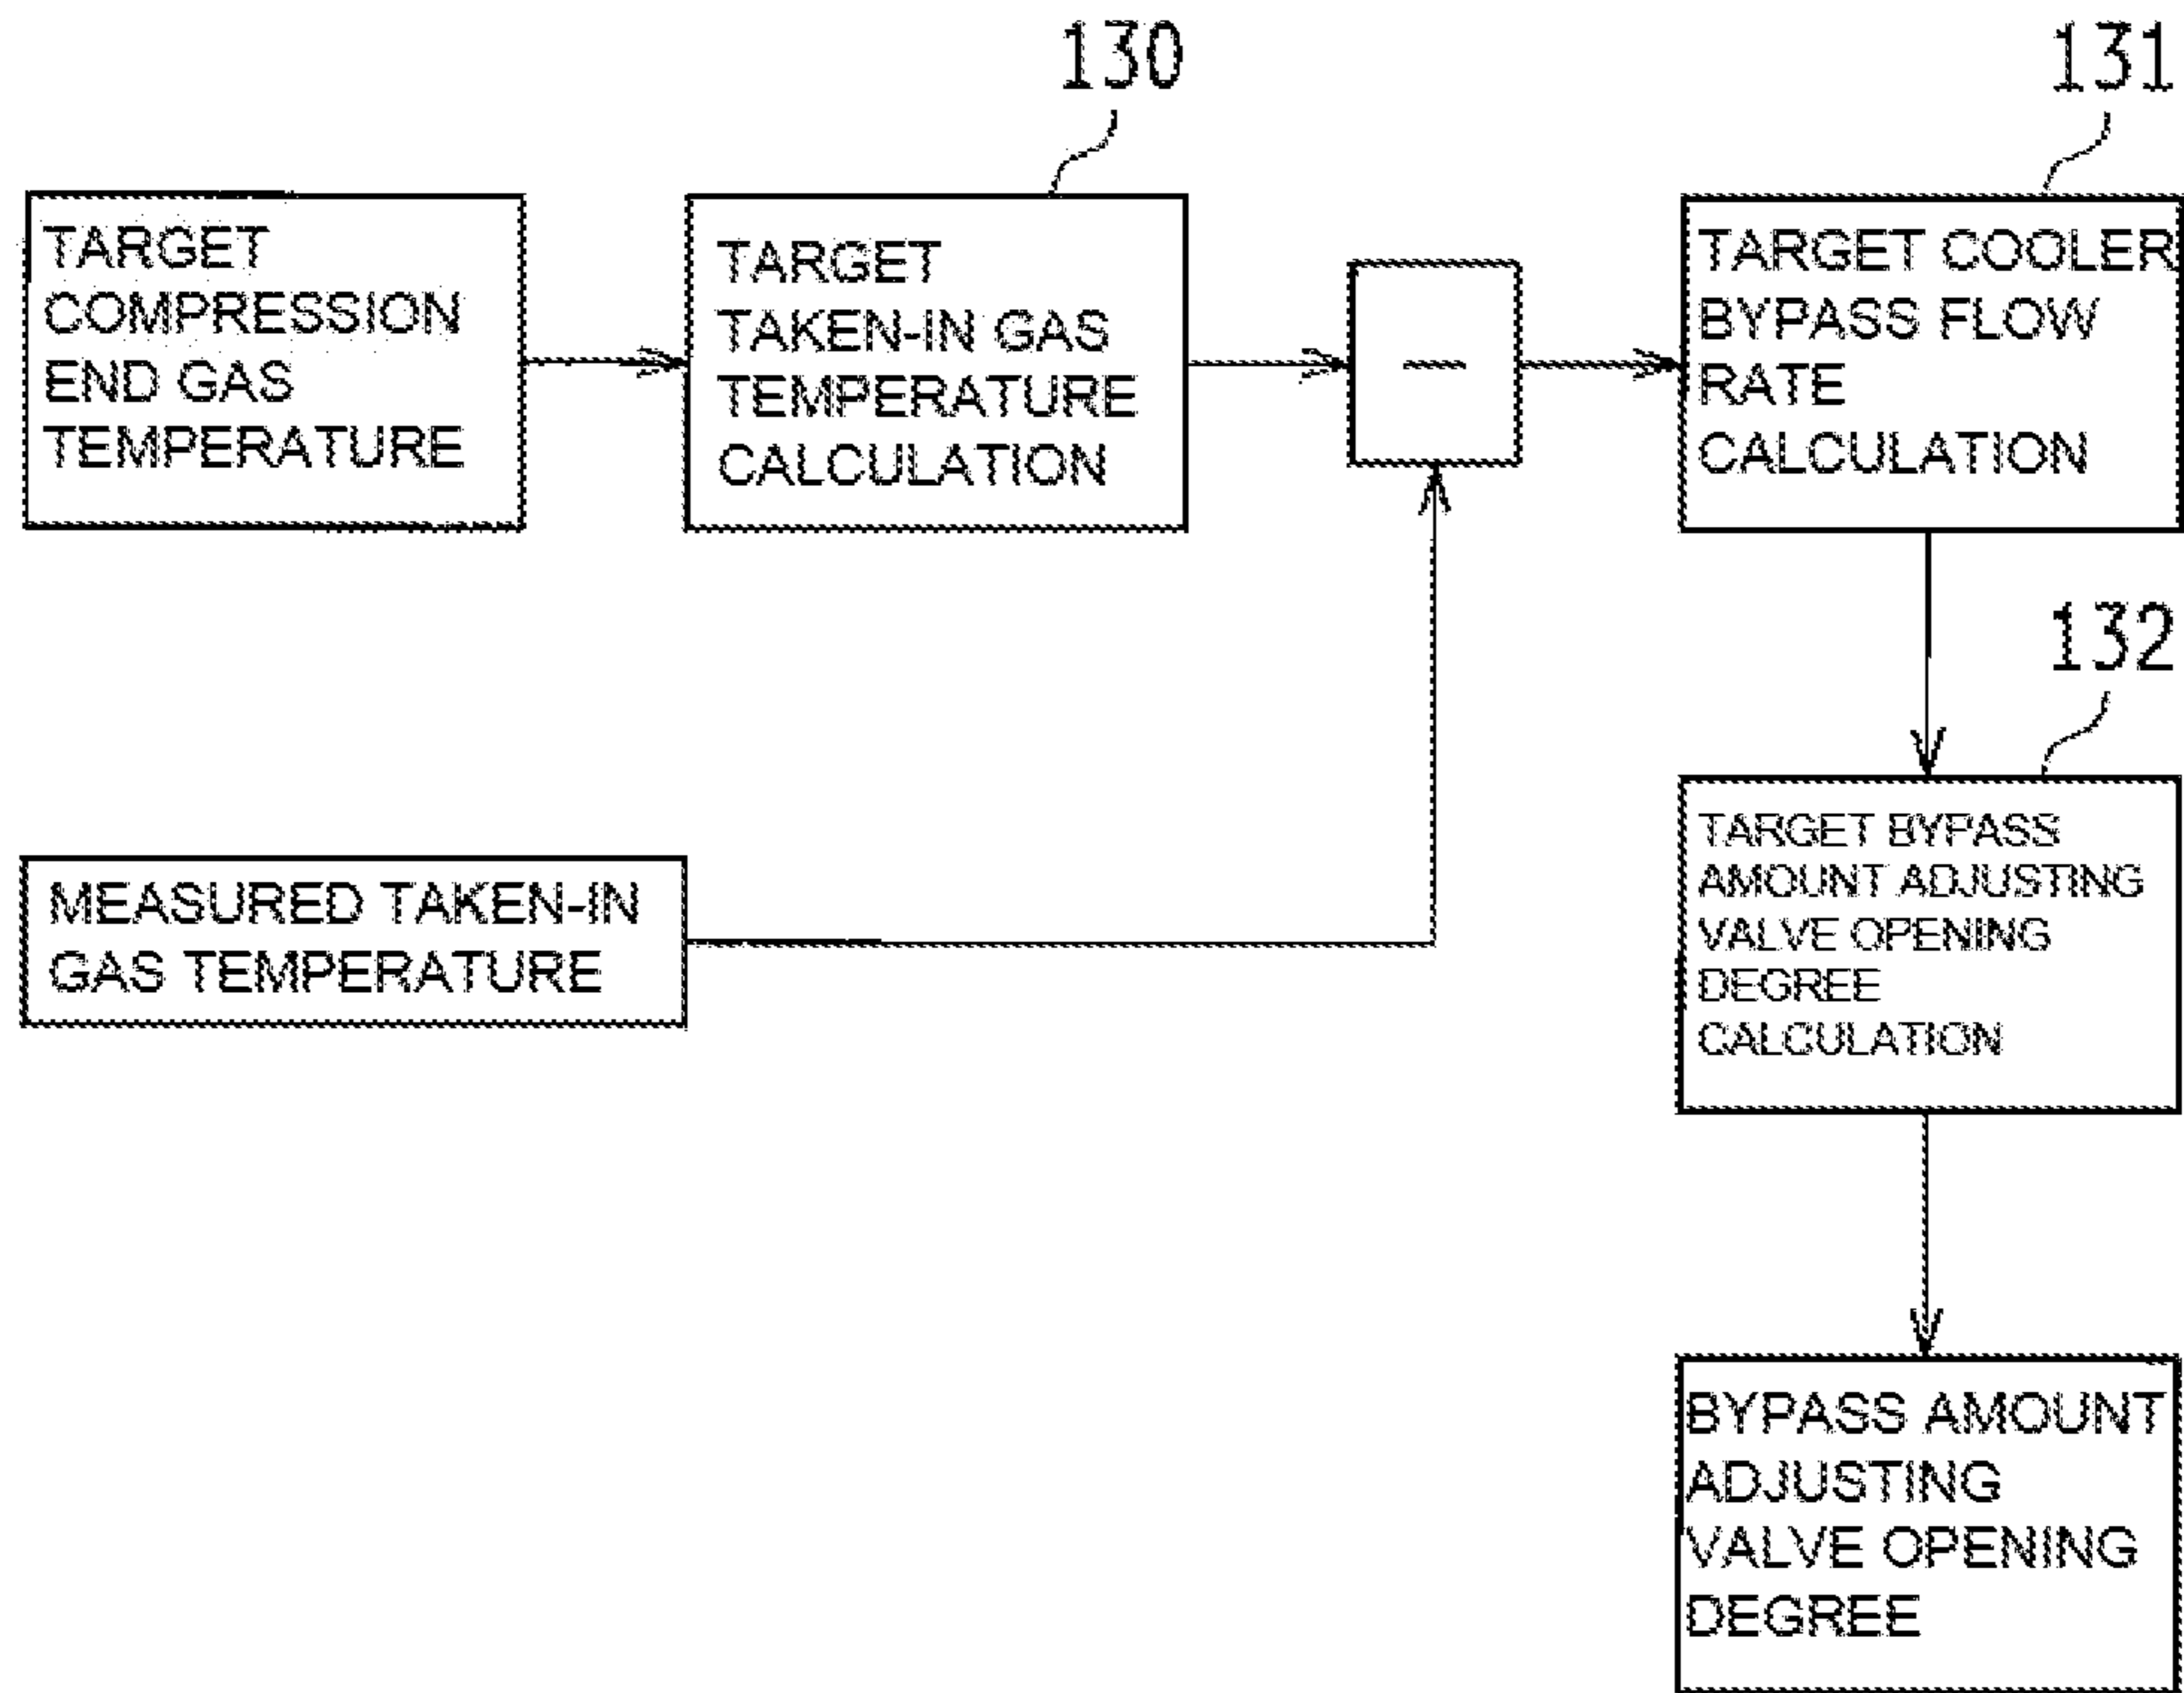 130
131
TARGET
COMPRESSION
END GAS
TEMPERATURE
TARGET
TAKEN-IN GAS
TEMPERATURE
CALCULATION
—
TARGET COOLER
BYPASS FLOW
RATE
CALCULATION
132
TARGET BYPASS
AMOUNT ADJUSTING
VALVE OPENING
DEGREE
CALCULATION
MEASURED TAKEN-IN
GAS TEMPERATURE
BYPASS AMOUNT
ADJUSTING
VALVE OPENING
DEGREE